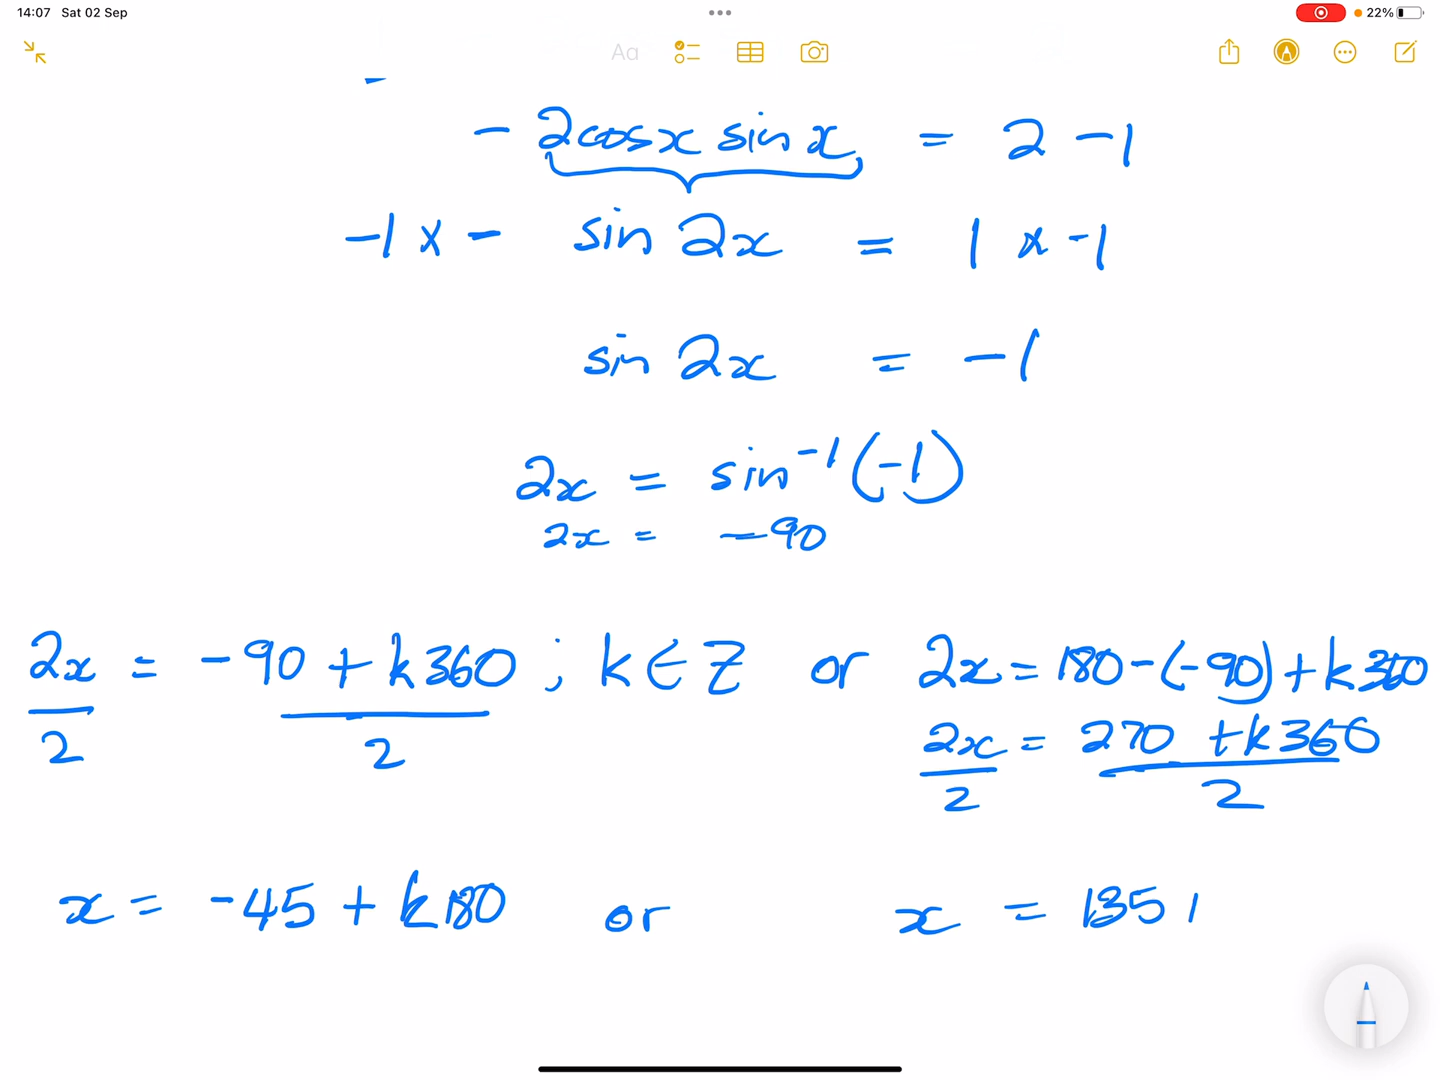 14:07 Sat 02 Sep 22%
Aa
- 2cosx sin x = 2 -1
-1 x - sin 2x = 1 x -1
sin 2x = -1
2x = sin⁻¹(-1)
2x = -90
2x = -90 + k360 ; k ∈ Z or 2x = 180-(-90)+k360
2 2
2x = 270 +k360
2 2
x = -45 + k180 or x = 135